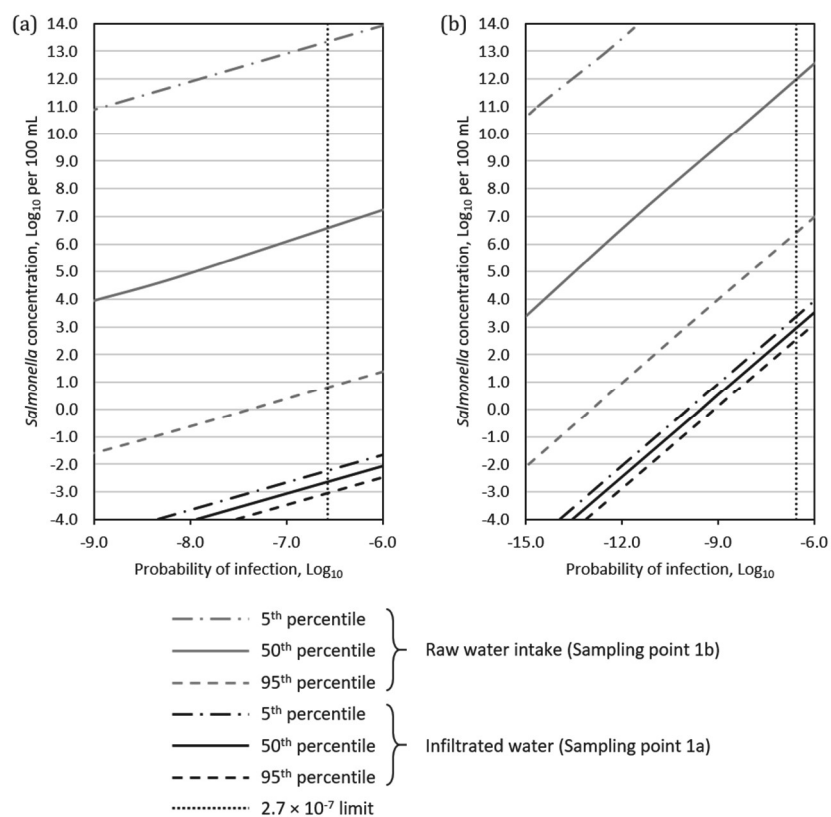 (a)
Salmonella concentration, Log10 per 100 mL
14.0
13.0
12.0
11.0
10.0
9.0
8.0
7.0
6.0
5.0
4.0
3.0
2.0
1.0
0.0
-1.0
-2.0
-3.0
-4.0
-9.0 -8.0 -7.0 -6.0
Probability of infection, Log10
(b)
Salmonella concentration, Log10 per 100 mL
14.0
13.0
12.0
11.0
10.0
9.0
8.0
7.0
6.0
5.0
4.0
3.0
2.0
1.0
0.0
-1.0
-2.0
-3.0
-4.0
-15.0 -12.0 -9.0 -6.0
Probability of infection, Log10
5th percentile
50th percentile
95th percentile
Raw water intake (Sampling point 1b)
5th percentile
50th percentile
95th percentile
Infiltrated water (Sampling point 1a)
2.7 × 10-7 limit